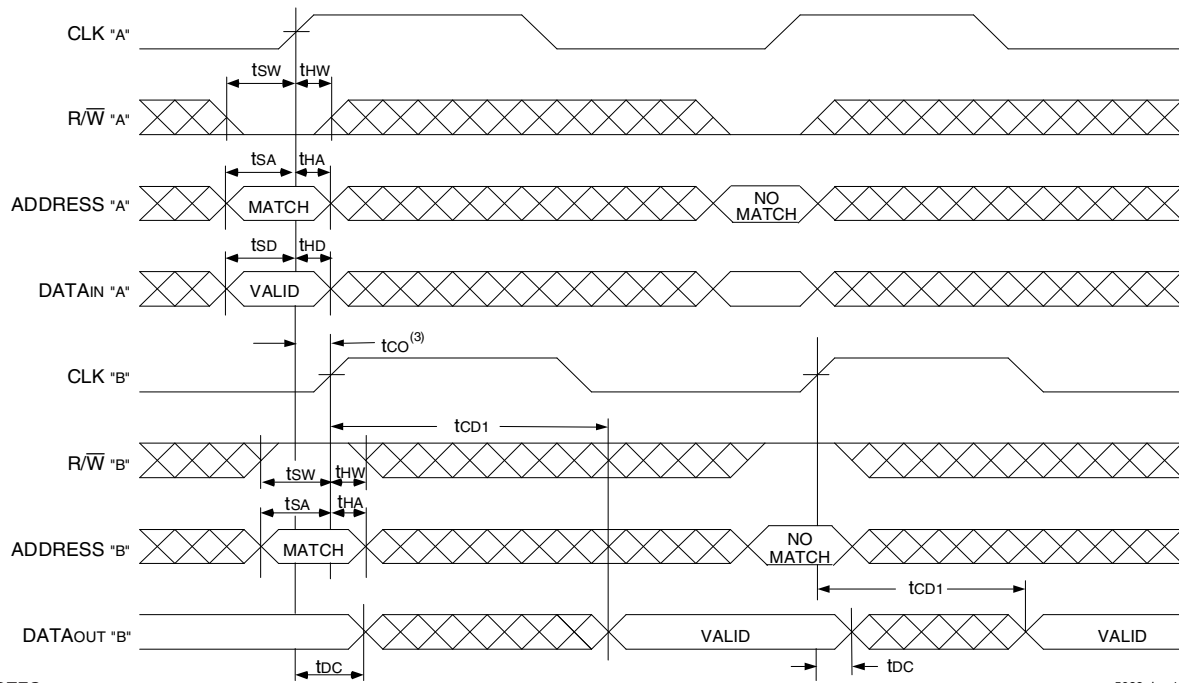 CLK "A"
tSW tHW
R/W̅ "A"
tSA tHA
ADDRESS "A" MATCH NO MATCH
tSD tHD
DATAIN "A" VALID
tCO(3)
CLK "B"
tCD1
R/W̅ "B"
tSW tHW
tSA tHA
ADDRESS "B" MATCH NO MATCH
tCD1
DATAOUT "B" VALID VALID
tDC tDC